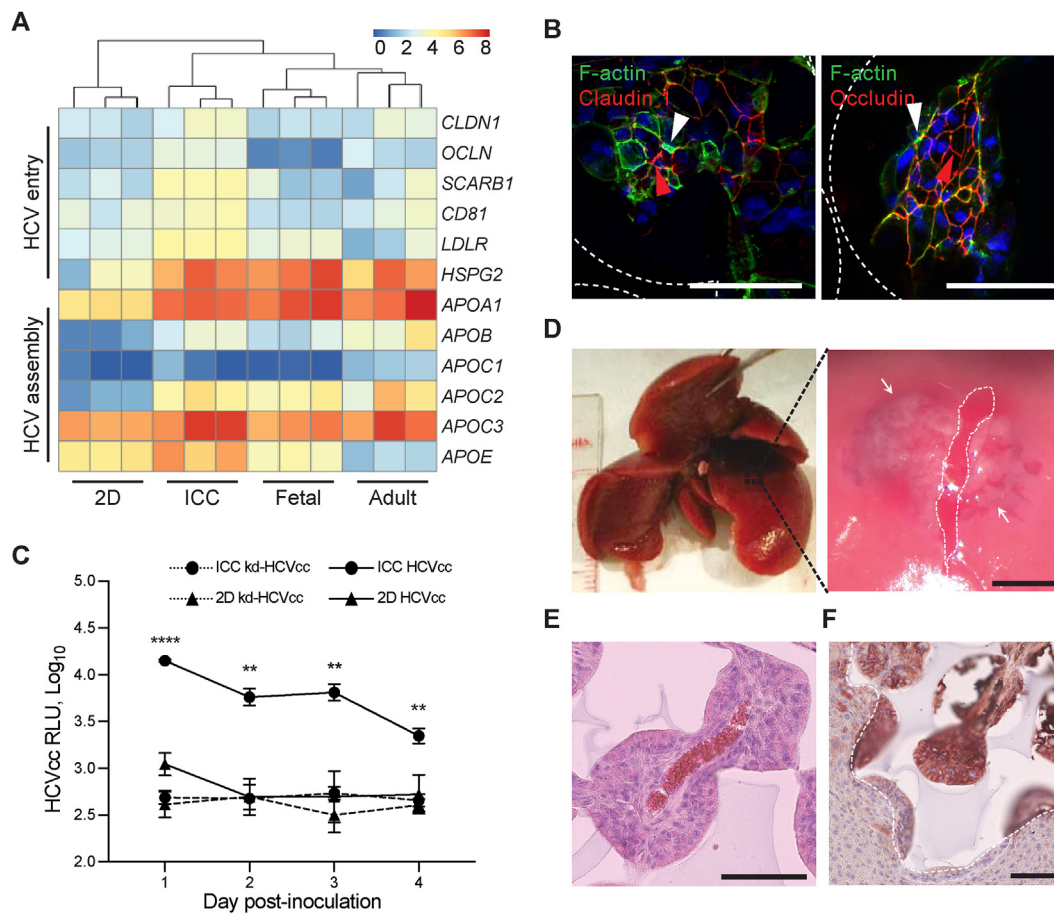 A
0 2 4 6 8
HCV entry
HCV assembly
CLDN1
OCLN
SCARB1
CD81
LDLR
HSPG2
APOA1
APOB
APOC1
APOC2
APOC3
APOE
2D ICC Fetal Adult
B
F-actin
Claudin 1
F-actin
Occludin
C
ICC kd-HCVcc ICC HCVcc
2D kd-HCVcc 2D HCVcc
HCVcc RLU, Log10
5.0
4.5
4.0
3.5
3.0
2.5
2.0
****
**
**
**
1 2 3 4
Day post-inoculation
D
E
F